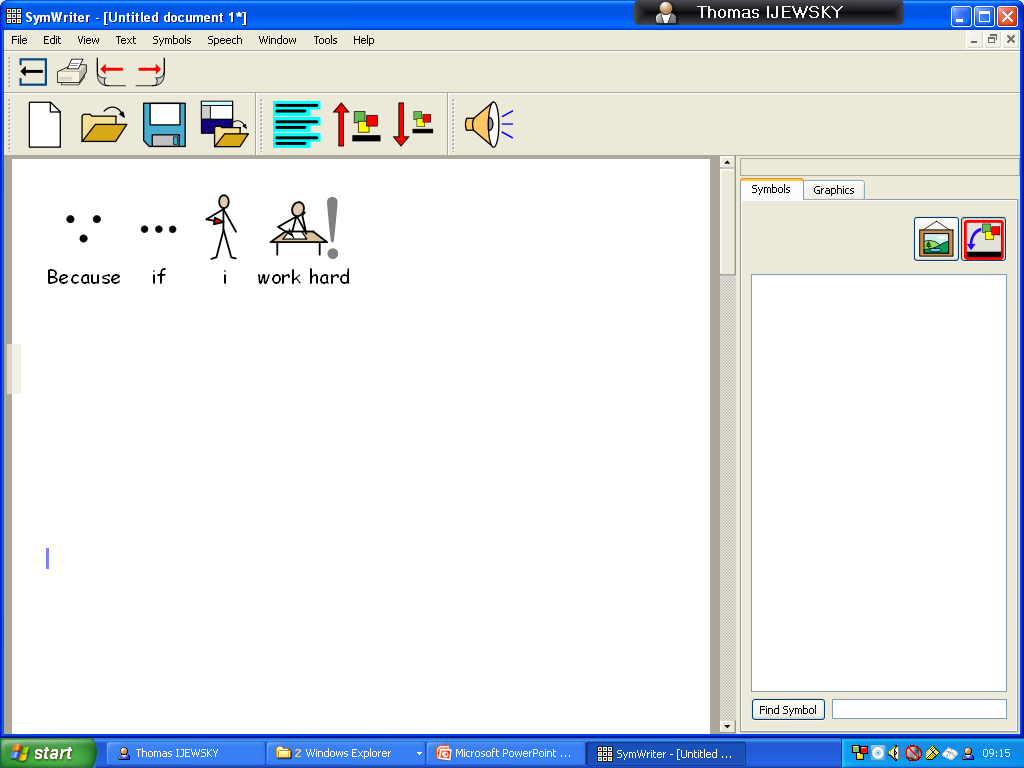 SymWriter - [Untitled document 1*]
Thomas IJEWSKY
File Edit View Text Symbols Speech Window Tools Help
Symbols Graphics
Because if i work hard
Find Symbol
start Thomas IJEWSKY 2 Windows Explorer Microsoft PowerPoint ... SymWriter - [Untitled ... 09:15